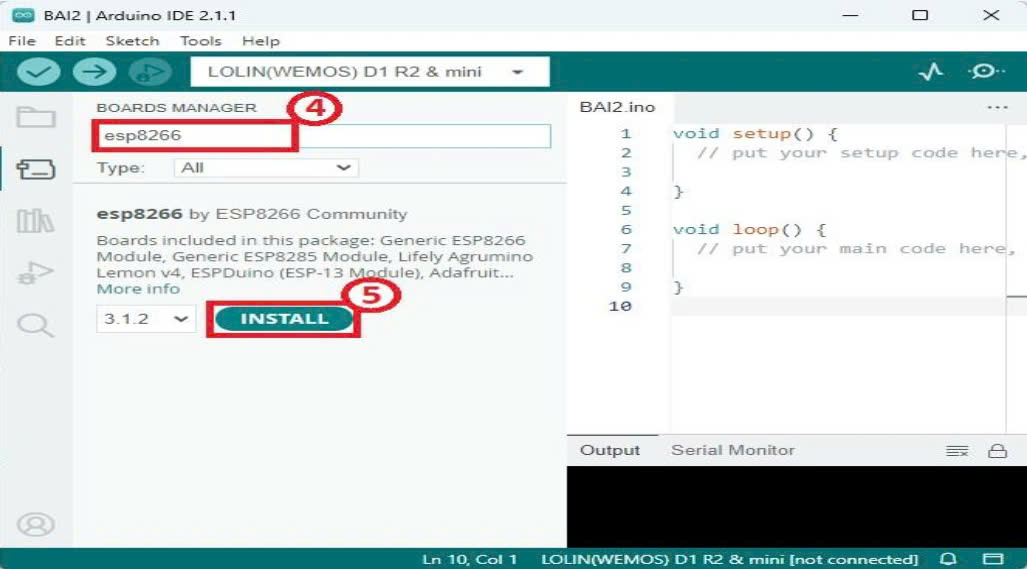 BAI2 | Arduino IDE 2.1.1
File Edit Sketch Tools Help
LOLIN(WEMOS) D1 R2 & mini
BOARDS MANAGER
4
esp8266
Type: All
esp8266 by ESP8266 Community
Boards included in this package: Generic ESP8266
Module, Generic ESP8285 Module, Lifely Agrumino
Lemon v4, ESPDuino (ESP-13 Module), Adafruit...
More info
5
3.1.2
INSTALL
BAI2.ino
...
1 void setup() {
2 // put your setup code here,
3
4 }
5
6 void loop() {
7 // put your main code here,
8
9 }
10
Output Serial Monitor
Ln 10, Col 1 LOLIN(WEMOS) D1 R2 & mini [not connected]